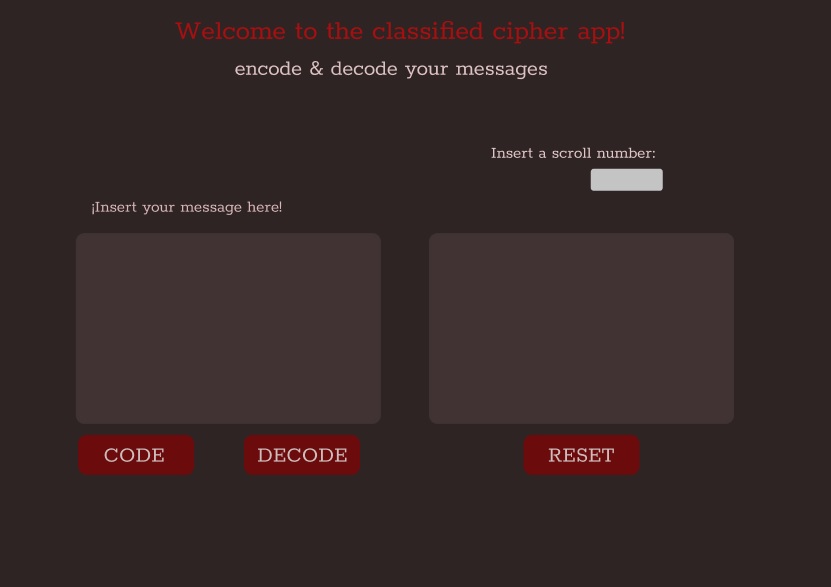 Welcome to the classified cipher app!
encode & decode your messages
Insert a scroll number:
¡Insert your message here!
CODE
DECODE
RESET